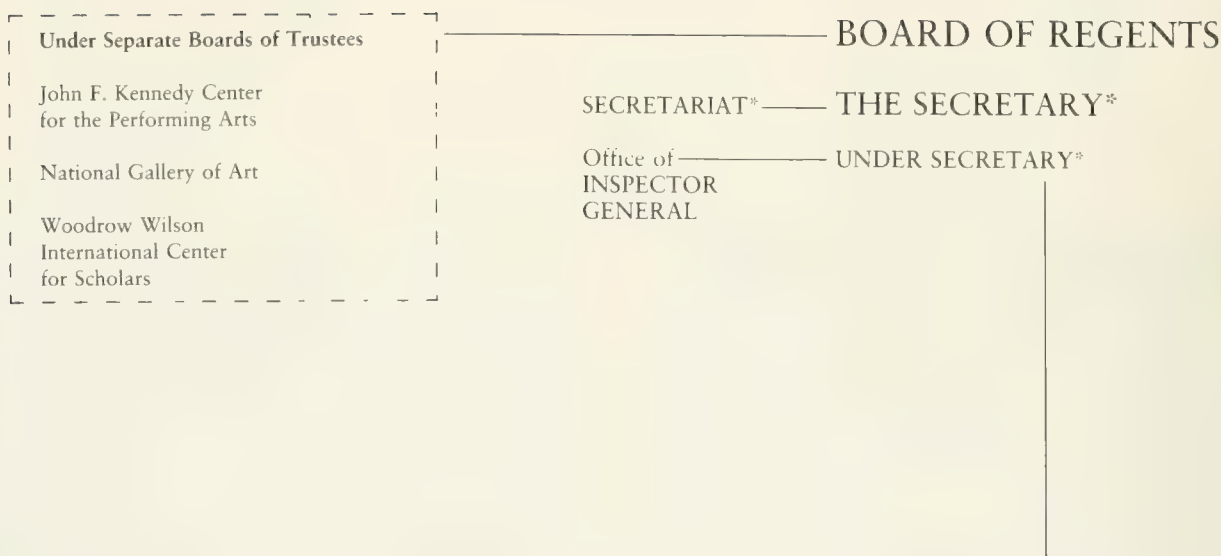 Under Separate Boards of Trustees
John F. Kennedy Center
for the Performing Arts
National Gallery of Art
Woodrow Wilson
International Center
for Scholars
BOARD OF REGENTS
SECRETARIAT* THE SECRETARY*
Office of UNDER SECRETARY*
INSPECTOR
GENERAL